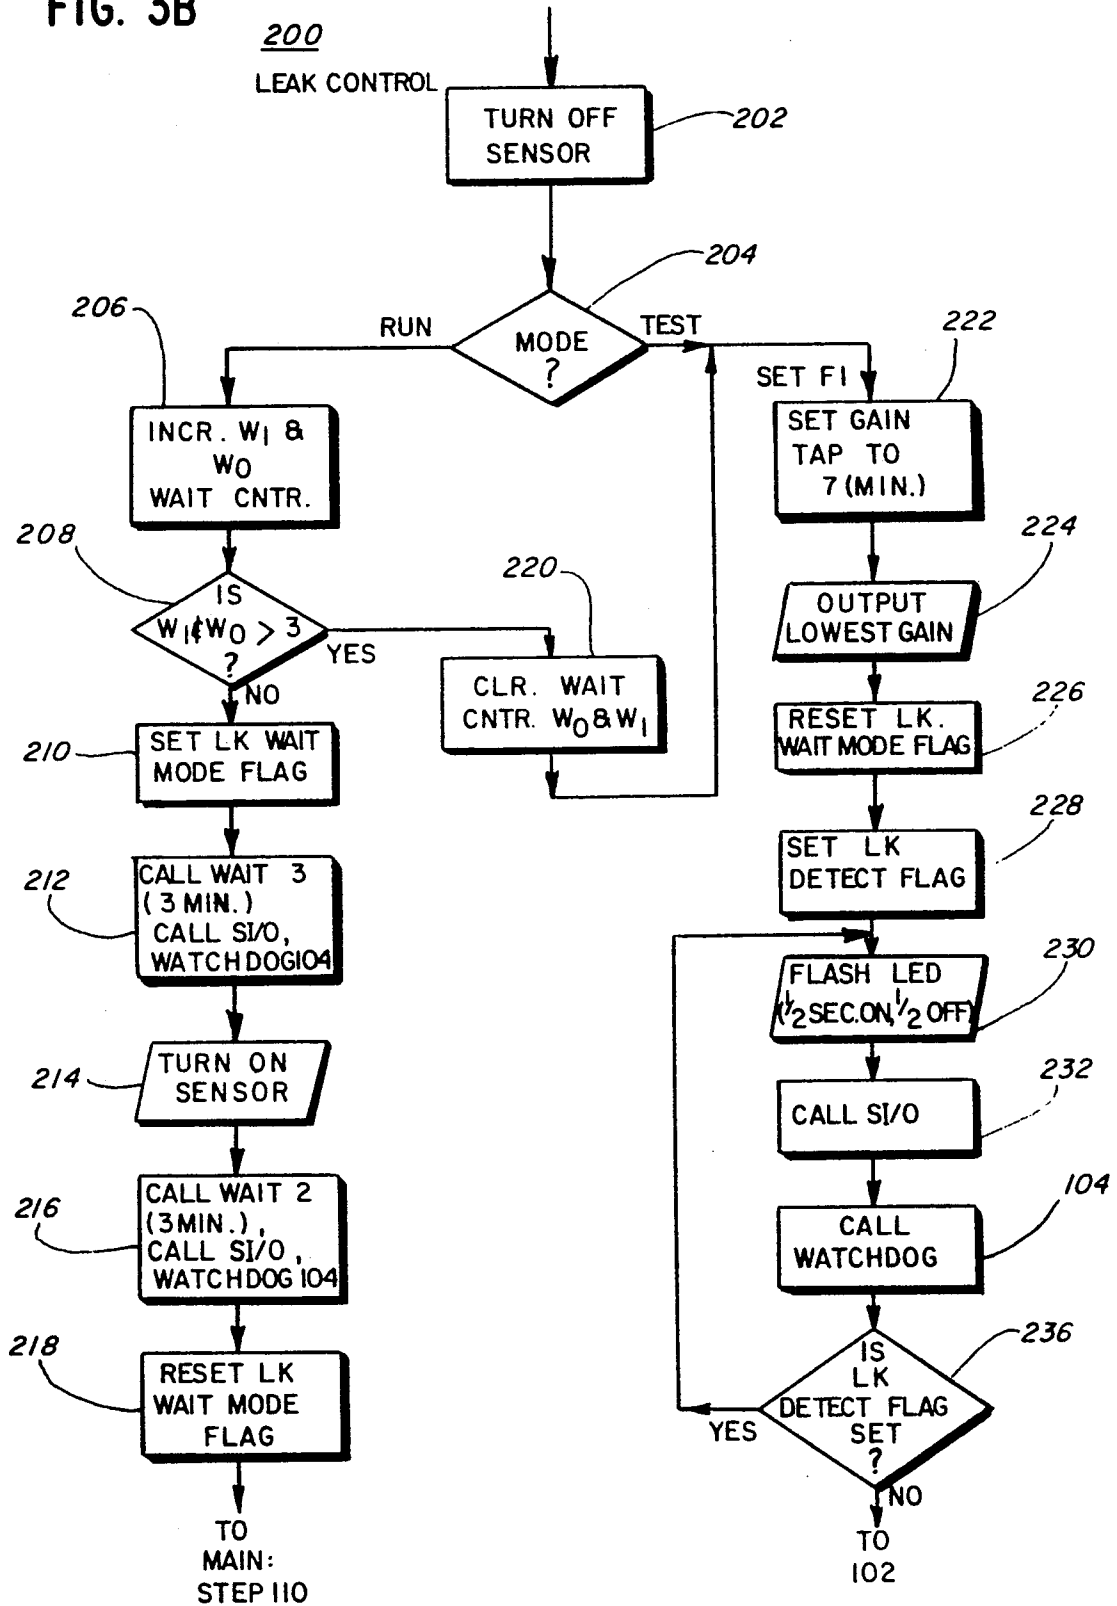 FIG. 3B
200
LEAK CONTROL
TURN OFF
SENSOR
202
204
MODE
?
RUN
TEST
206
INCR. W1 &
W0
WAIT CNTR.
208
IS
W1 & W0 > 3
?
YES
NO
210
SET LK WAIT
MODE FLAG
212
CALL WAIT 3
(3 MIN.)
CALL SI/O,
WATCHDOG 104
214
TURN ON
SENSOR
216
CALL WAIT 2
(3 MIN.),
CALL SI/O,
WATCHDOG 104
218
RESET LK
WAIT MODE
FLAG
TO
MAIN:
STEP 110
220
CLR. WAIT
CNTR. W0 & W1
SET F1
222
SET GAIN
TAP TO
7 (MIN.)
224
OUTPUT
LOWEST GAIN
226
RESET LK.
WAIT MODE FLAG
228
SET LK
DETECT FLAG
230
FLASH LED
(1/2 SEC. ON, 1/2 OFF)
232
CALL SI/O
104
CALL
WATCHDOG
236
IS
LK
DETECT FLAG
SET
?
YES
NO
TO
102